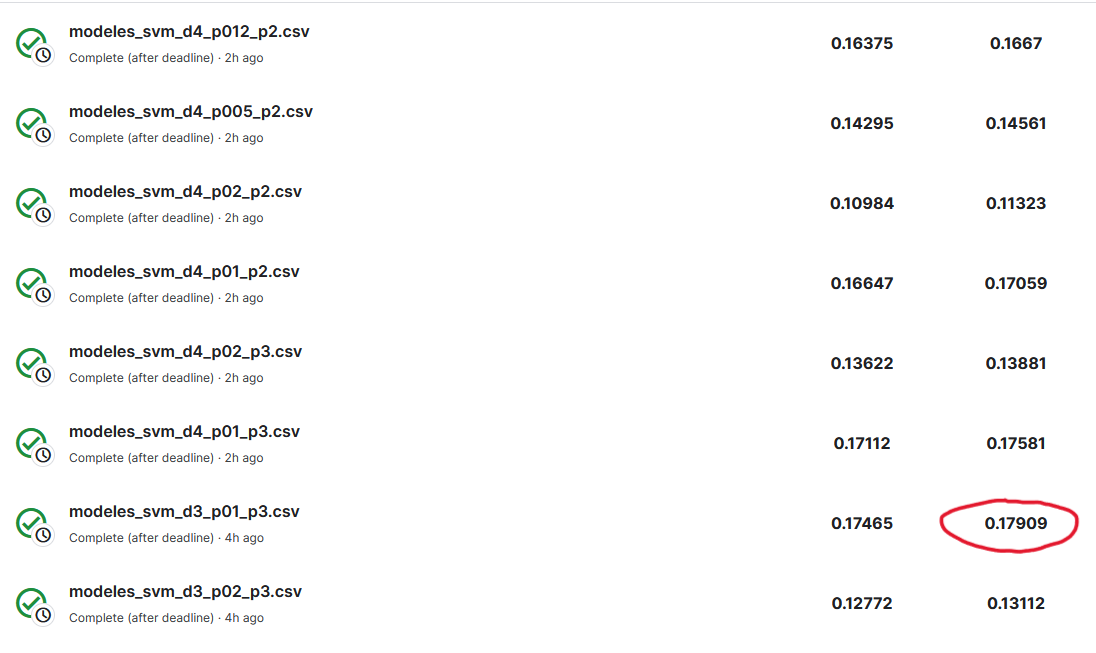 modeles_svm_d4_p012_p2.csv
Complete (after deadline) · 2h ago
0.16375 0.1667
modeles_svm_d4_p005_p2.csv
Complete (after deadline) · 2h ago
0.14295 0.14561
modeles_svm_d4_p02_p2.csv
Complete (after deadline) · 2h ago
0.10984 0.11323
modeles_svm_d4_p01_p2.csv
Complete (after deadline) · 2h ago
0.16647 0.17059
modeles_svm_d4_p02_p3.csv
Complete (after deadline) · 2h ago
0.13622 0.13881
modeles_svm_d4_p01_p3.csv
Complete (after deadline) · 2h ago
0.17112 0.17581
modeles_svm_d3_p01_p3.csv
Complete (after deadline) · 4h ago
0.17465 0.17909
modeles_svm_d3_p02_p3.csv
Complete (after deadline) · 4h ago
0.12772 0.13112